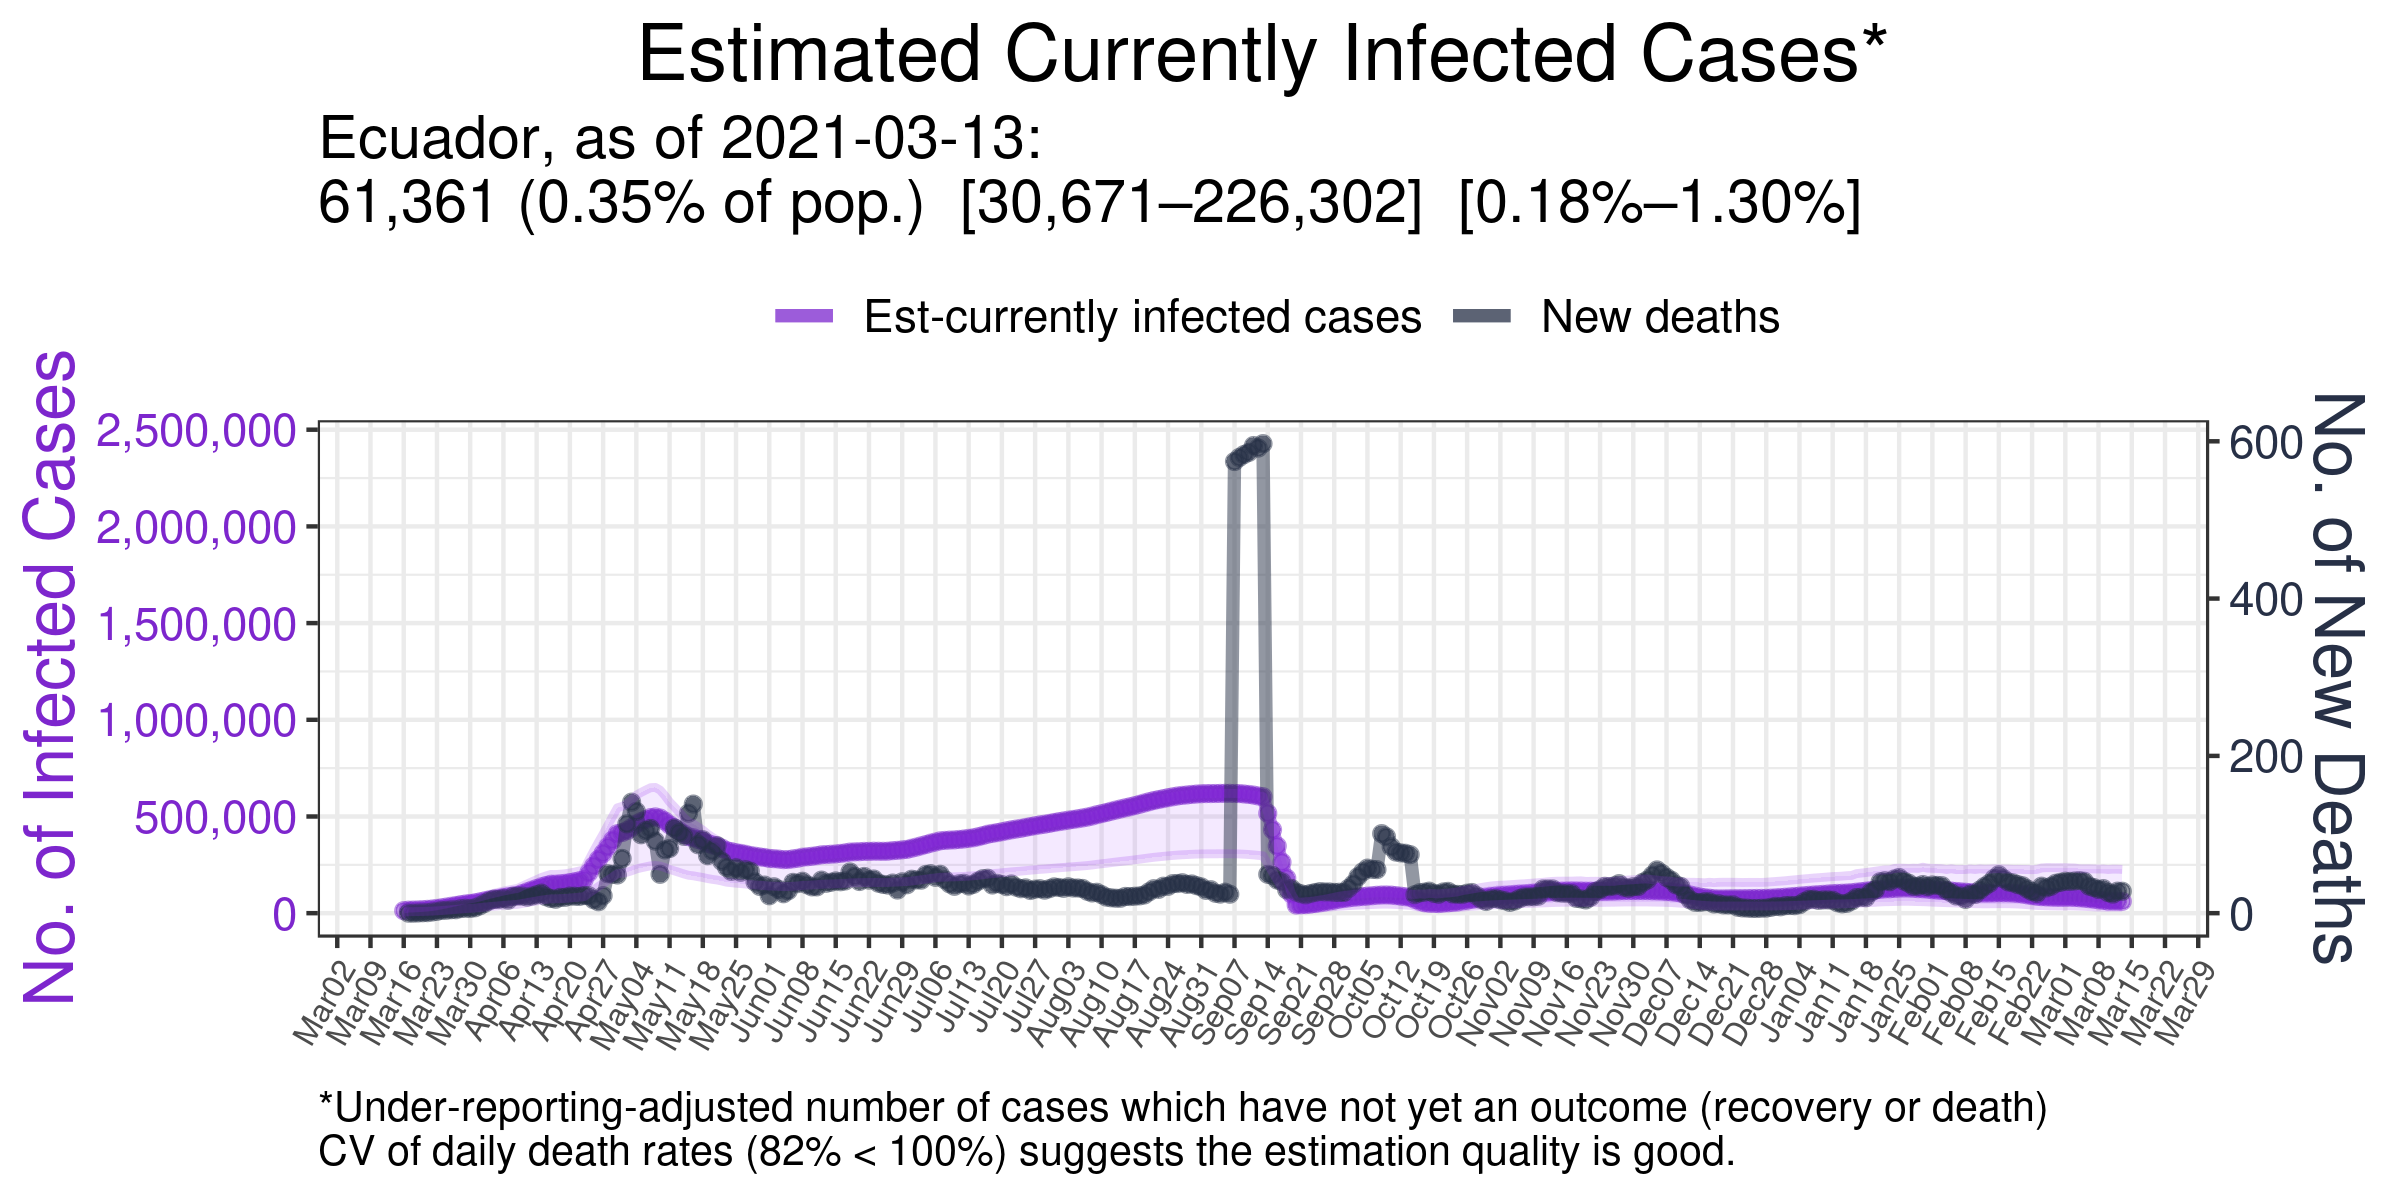 Estimated Currently Infected Cases*
Ecuador, as of 2021-03-13:
61,361 (0.35% of pop.)  [30,671–226,302]  [0.18%–1.30%]
Est-currently infected cases
New deaths
No. of Infected Cases
2,500,000
2,000,000
1,500,000
1,000,000
500,000
0
No. of New Deaths
600
400
200
0
Mar02
Mar09
Mar16
Mar23
Mar30
Apr06
Apr13
Apr20
Apr27
May04
May11
May18
May25
Jun01
Jun08
Jun15
Jun22
Jun29
Jul06
Jul13
Jul20
Jul27
Aug03
Aug10
Aug17
Aug24
Aug31
Sep07
Sep14
Sep21
Sep28
Oct05
Oct12
Oct19
Oct26
Nov02
Nov09
Nov16
Nov23
Nov30
Dec07
Dec14
Dec21
Dec28
Jan04
Jan11
Jan18
Jan25
Feb01
Feb08
Feb15
Feb22
Mar01
Mar08
Mar15
Mar22
Mar29
*Under-reporting-adjusted number of cases which have not yet an outcome (recovery or death)
CV of daily death rates (82% < 100%) suggests the estimation quality is good.